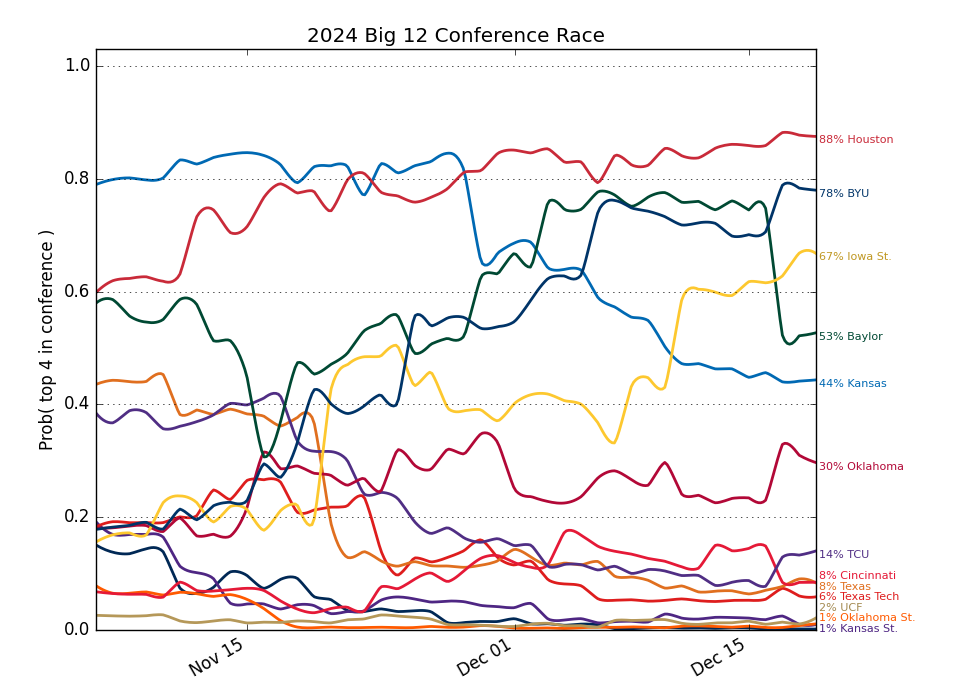 2024 Big 12 Conference Race
Prob( top 4 in conference )
1.0
0.8
0.6
0.4
0.2
0.0
Nov 15
Dec 01
Dec 15
88% Houston
78% BYU
67% Iowa St.
53% Baylor
44% Kansas
30% Oklahoma
14% TCU
8% Cincinnati
8% Texas
6% Texas Tech
2% UCF
1% Oklahoma St.
1% Kansas St.